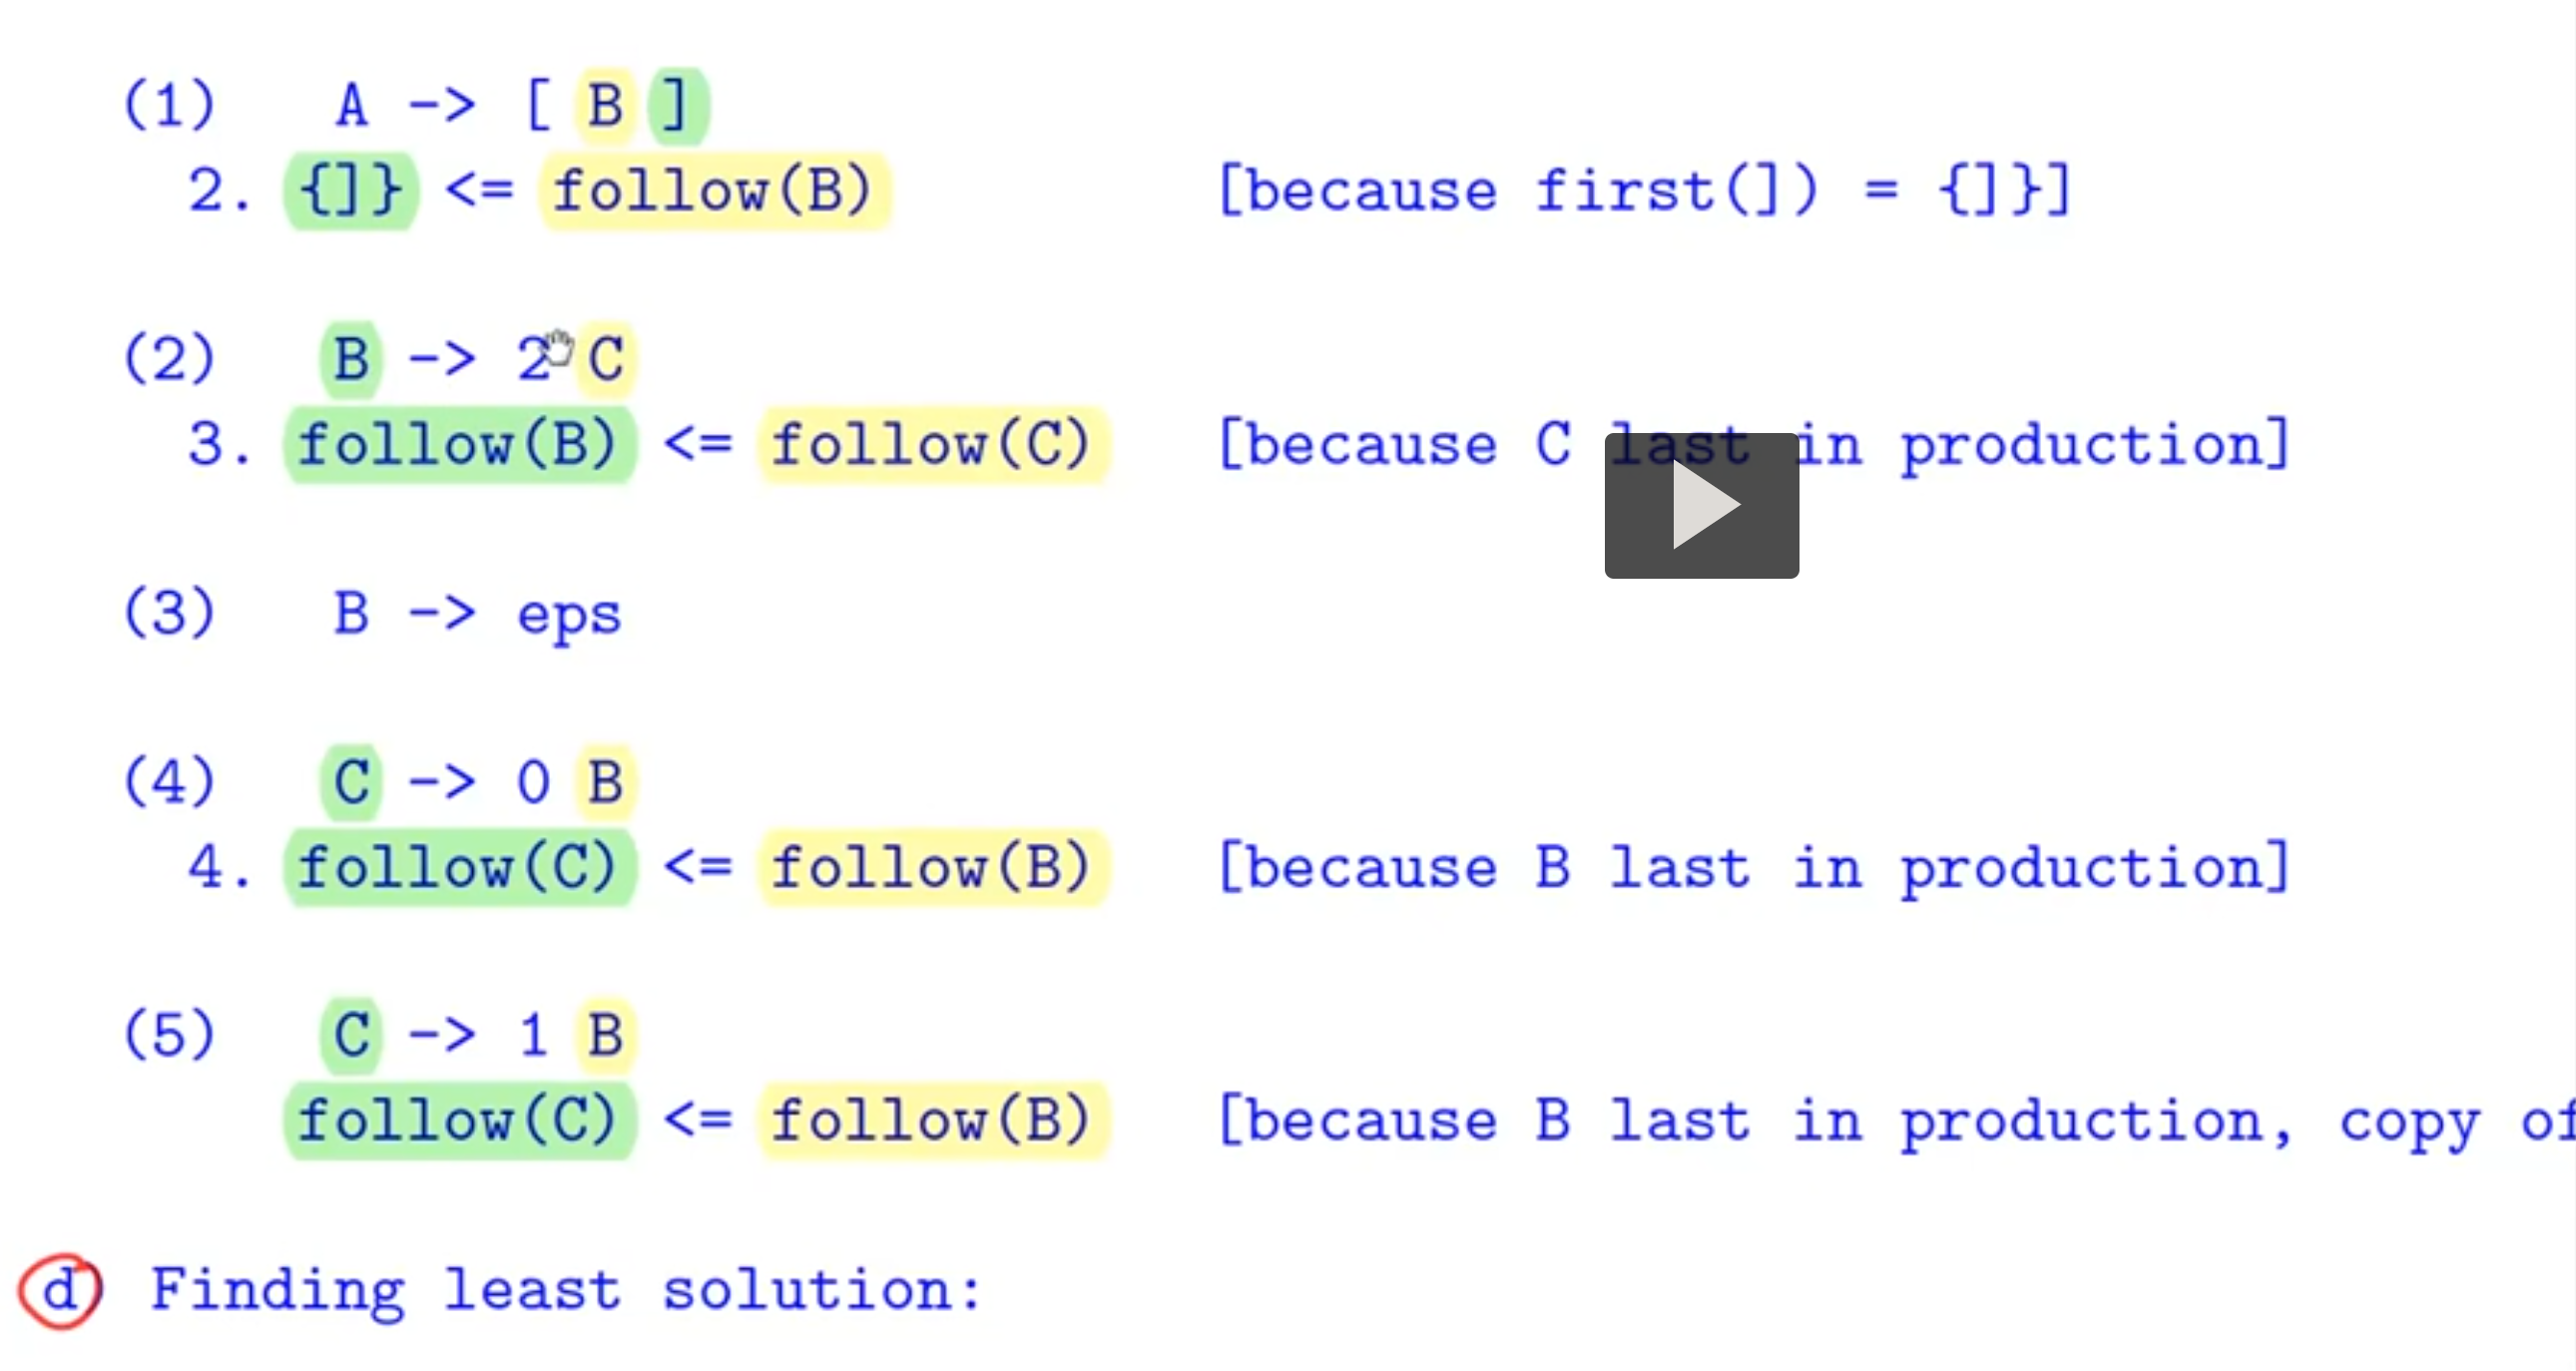 (1) A -> [ B ]
2. {]} <= follow(B) [because first(]) = {]}]
(2) B -> 2 C
3. follow(B) <= follow(C) [because C last in production]
(3) B -> eps
(4) C -> 0 B
4. follow(C) <= follow(B) [because B last in production]
(5) C -> 1 B
follow(C) <= follow(B) [because B last in production, copy of
d Finding least solution: